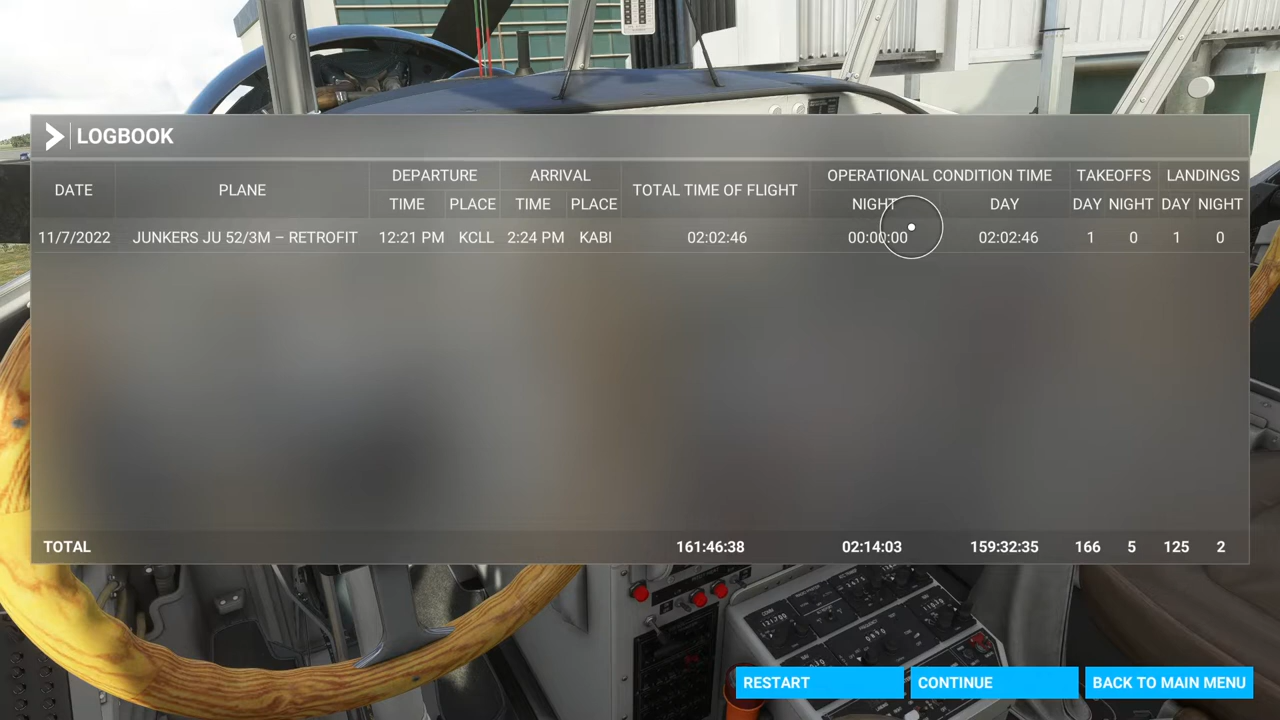 LOGBOOK
DATE PLANE DEPARTURE ARRIVAL TOTAL TIME OF FLIGHT OPERATIONAL CONDITION TIME TAKEOFFS LANDINGS
TIME PLACE TIME PLACE NIGHT DAY DAY NIGHT DAY NIGHT
11/7/2022 JUNKERS JU 52/3M – RETROFIT 12:21 PM KCLL 2:24 PM KABI 02:02:46 00:00:00 02:02:46 1 0 1 0
TOTAL 161:46:38 02:14:03 159:32:35 166 5 125 2
RESTART CONTINUE BACK TO MAIN MENU